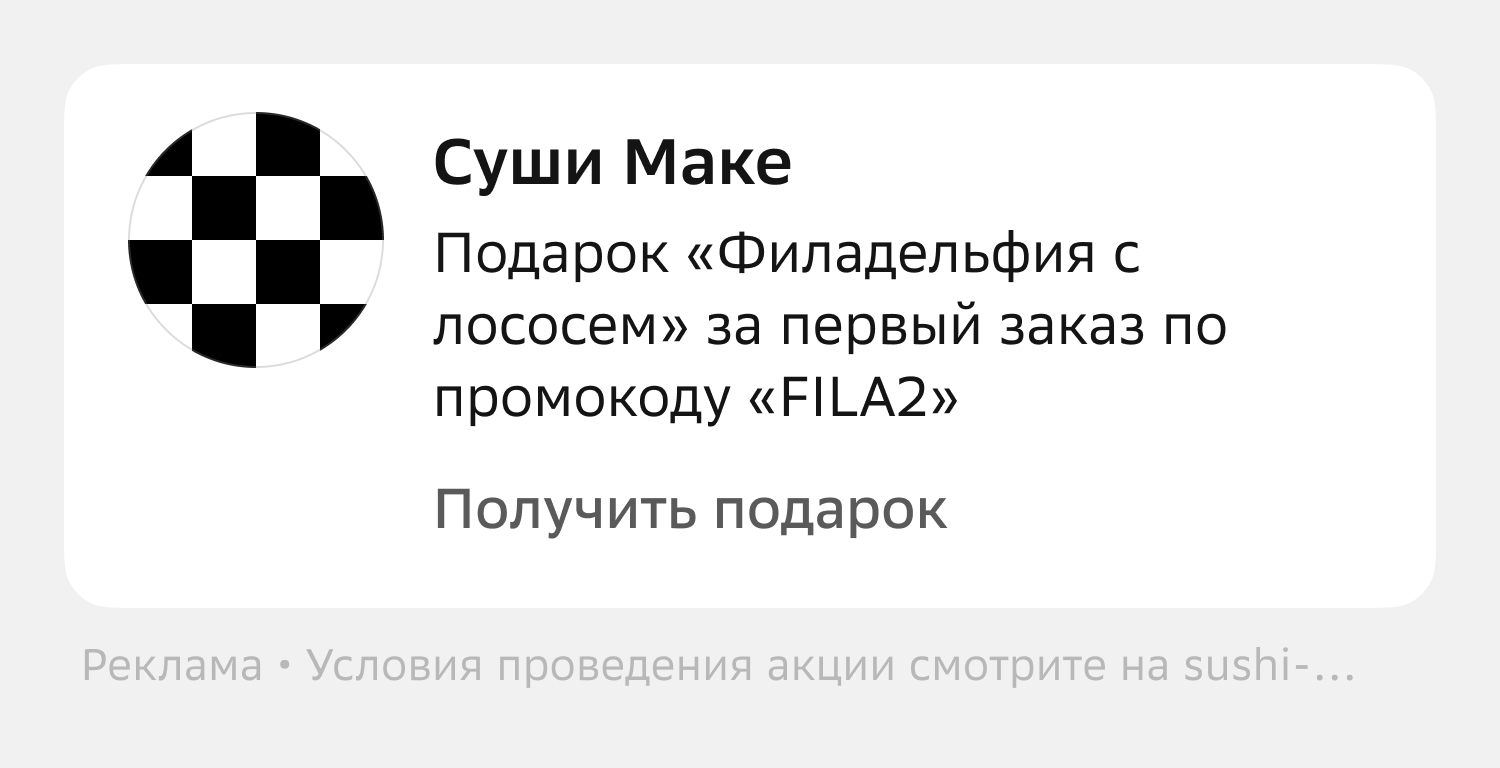 Суши Маке
Подарок «Филадельфия с
лососем» за первый заказ по
промокоду «FILA2»
Получить подарок
Реклама • Условия проведения акции смотрите на sushi-...